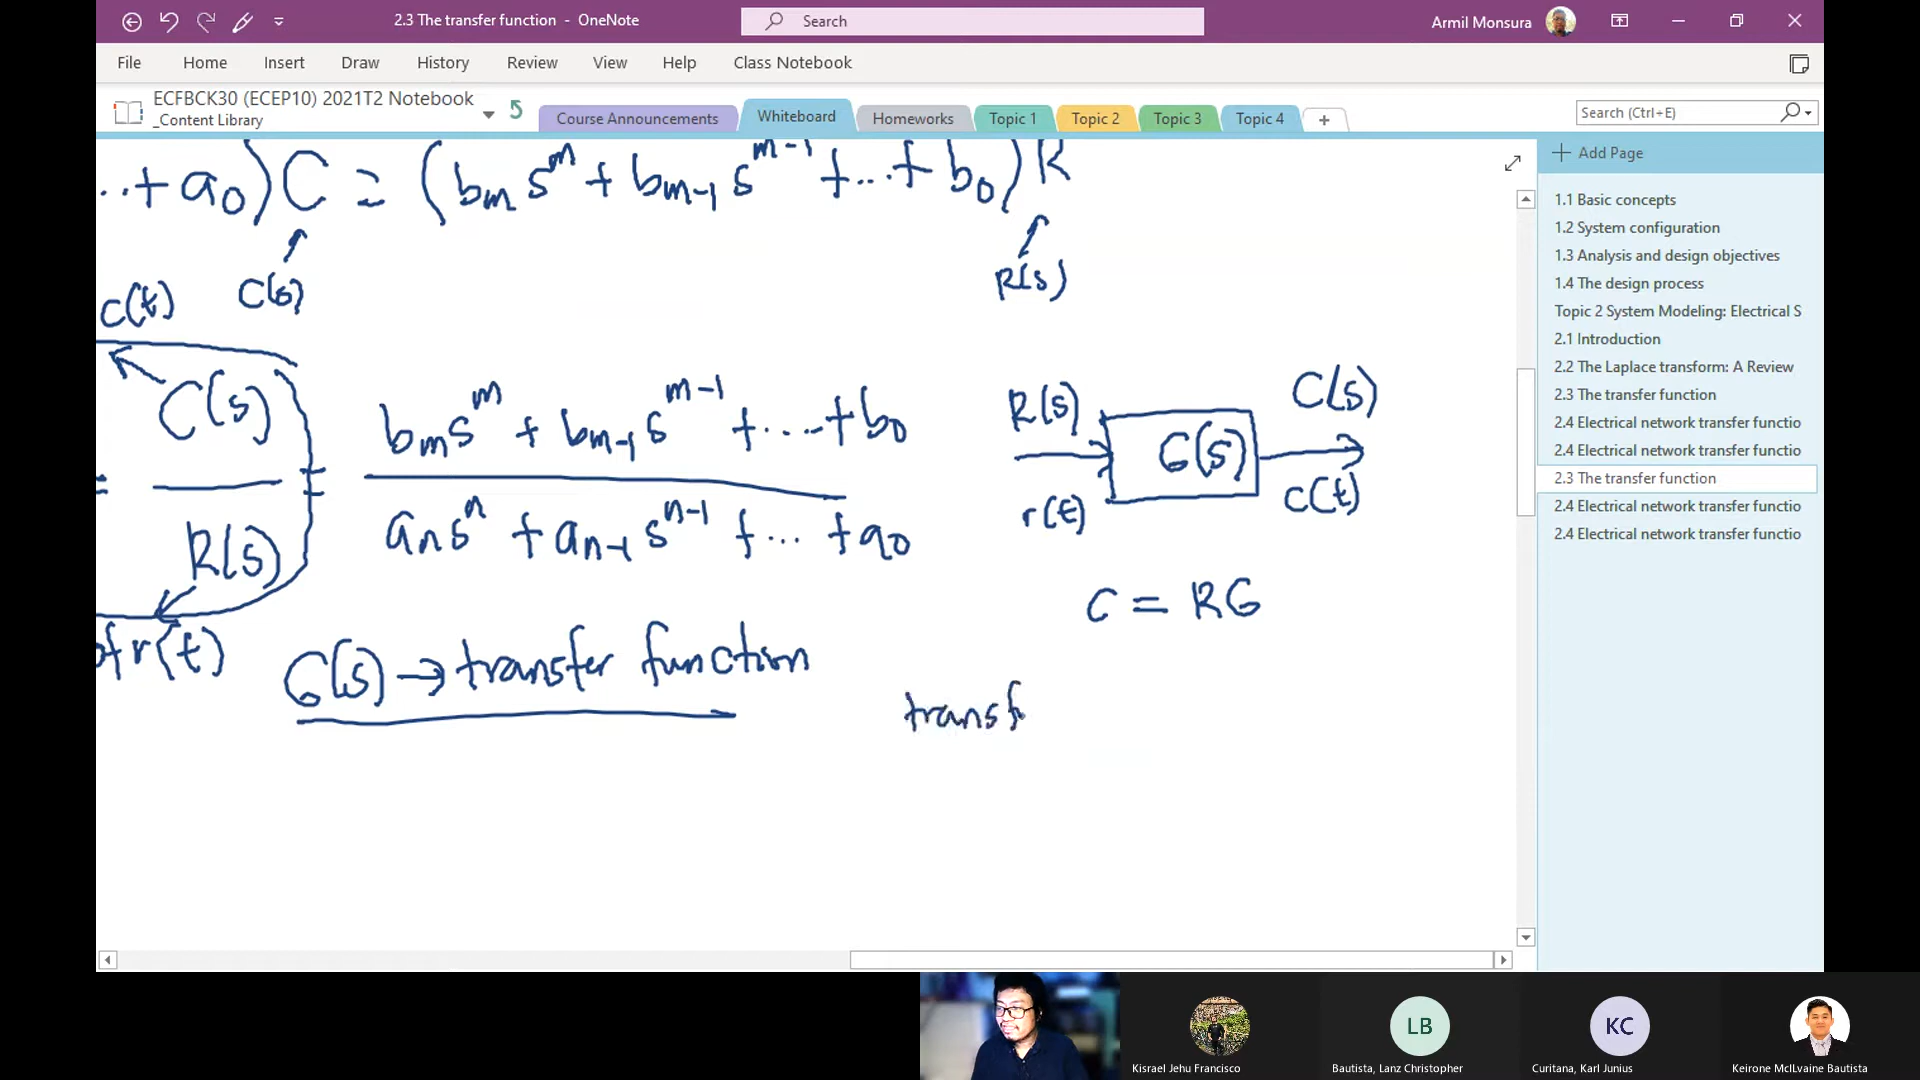 2.3 The transfer function - OneNote
Search
Armil Monsura
File Home Insert Draw History Review View Help Class Notebook
ECFBCK30 (ECEP10) 2021T2 Notebook
_Content Library
Course Announcements Whiteboard Homeworks Topic 1 Topic 2 Topic 3 Topic 4 +
Search (Ctrl+E)
Add Page
1.1 Basic concepts
1.2 System configuration
1.3 Analysis and design objectives
1.4 The design process
Topic 2 System Modeling: Electrical S
2.1 Introduction
2.2 The Laplace transform: A Review
2.3 The transfer function
2.4 Electrical network transfer functio
2.4 Electrical network transfer functio
2.3 The transfer function
2.4 Electrical network transfer functio
2.4 Electrical network transfer functio
..+a₀)C = (bₘ s^m + bₘ₋₁ s^(m-1) +...+ b₀)R
C(s)
R(s)
c(t)
= C(s)/R(s) = (bₘ s^m + bₘ₋₁ s^(m-1) + ... + b₀)/(aₙ s^n + aₙ₋₁ s^(n-1) + ... + a₀)
of r(t)
R(s) G(s) C(s)
r(t) c(t)
C = RG
G(s) → transfer function
transf
Kisrael Jehu Francisco
LB
Bautista, Lanz Christopher
KC
Curitana, Karl Junius
Keirone McIlvaine Bautista